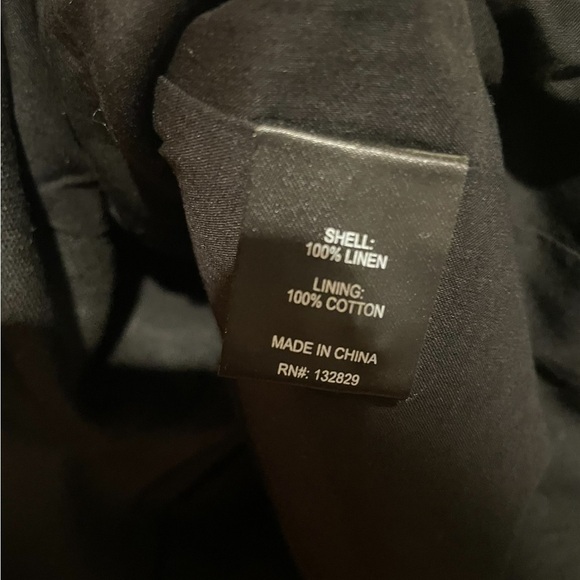 SHELL:
100% LINEN
LINING:
100% COTTON
MADE IN CHINA
RN#: 132829